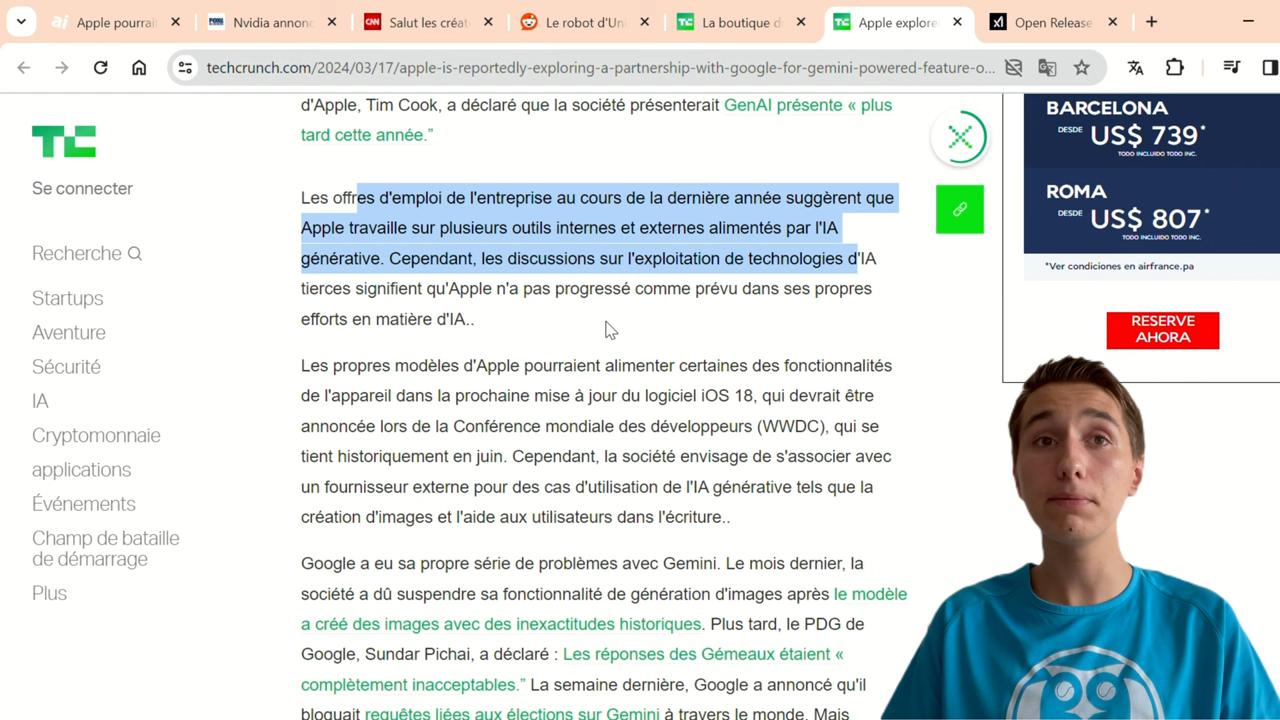 Apple pourrai
Nvidia annonc
Salut les créat
Le robot d'Un
La boutique d
Apple explore
Open Release
techcrunch.com/2024/03/17/apple-is-reportedly-exploring-a-partnership-with-google-for-gemini-powered-feature-o...
TC
Se connecter
Recherche
Startups
Aventure
Sécurité
IA
Cryptomonnaie
applications
Événements
Champ de bataille
de démarrage
Plus
d'Apple, Tim Cook, a déclaré que la société présenterait GenAI présente « plus
tard cette année.”
Les offres d'emploi de l'entreprise au cours de la dernière année suggèrent que
Apple travaille sur plusieurs outils internes et externes alimentés par l'IA
générative. Cependant, les discussions sur l'exploitation de technologies d'IA
tierces signifient qu'Apple n'a pas progressé comme prévu dans ses propres
efforts en matière d'IA..
Les propres modèles d'Apple pourraient alimenter certaines des fonctionnalités
de l'appareil dans la prochaine mise à jour du logiciel iOS 18, qui devrait être
annoncée lors de la Conférence mondiale des développeurs (WWDC), qui se
tient historiquement en juin. Cependant, la société envisage de s'associer avec
un fournisseur externe pour des cas d'utilisation de l'IA générative tels que la
création d'images et l'aide aux utilisateurs dans l'écriture..
Google a eu sa propre série de problèmes avec Gemini. Le mois dernier, la
société a dû suspendre sa fonctionnalité de génération d'images après le modèle
a créé des images avec des inexactitudes historiques. Plus tard, le PDG de
Google, Sundar Pichai, a déclaré : Les réponses des Gémeaux étaient «
complètement inacceptables.” La semaine dernière, Google a annoncé qu'il
bloquait requêtes liées aux élections sur Gemini à travers le monde. Mais
BARCELONA
DESDE US$ 739*
TODO INCLUIDO TODO INC.
ROMA
DESDE US$ 807*
TODO INCLUIDO TODO INC.
*Ver condiciones en airfrance.pa
RESERVE
AHORA